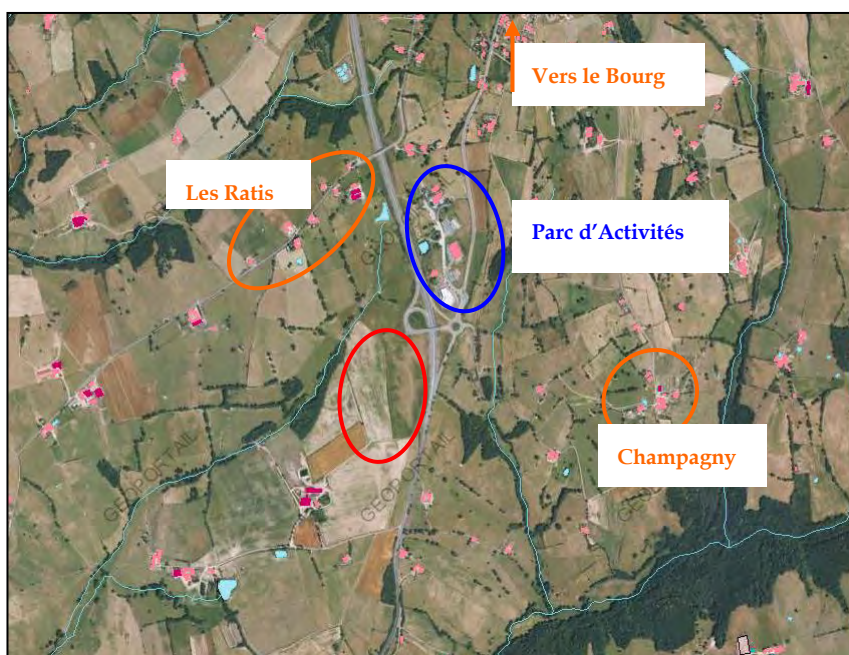 Vers le Bourg
Les Ratis
Parc d'Activités
Champagny
GEOPORTAIL
GEOPORTAIL